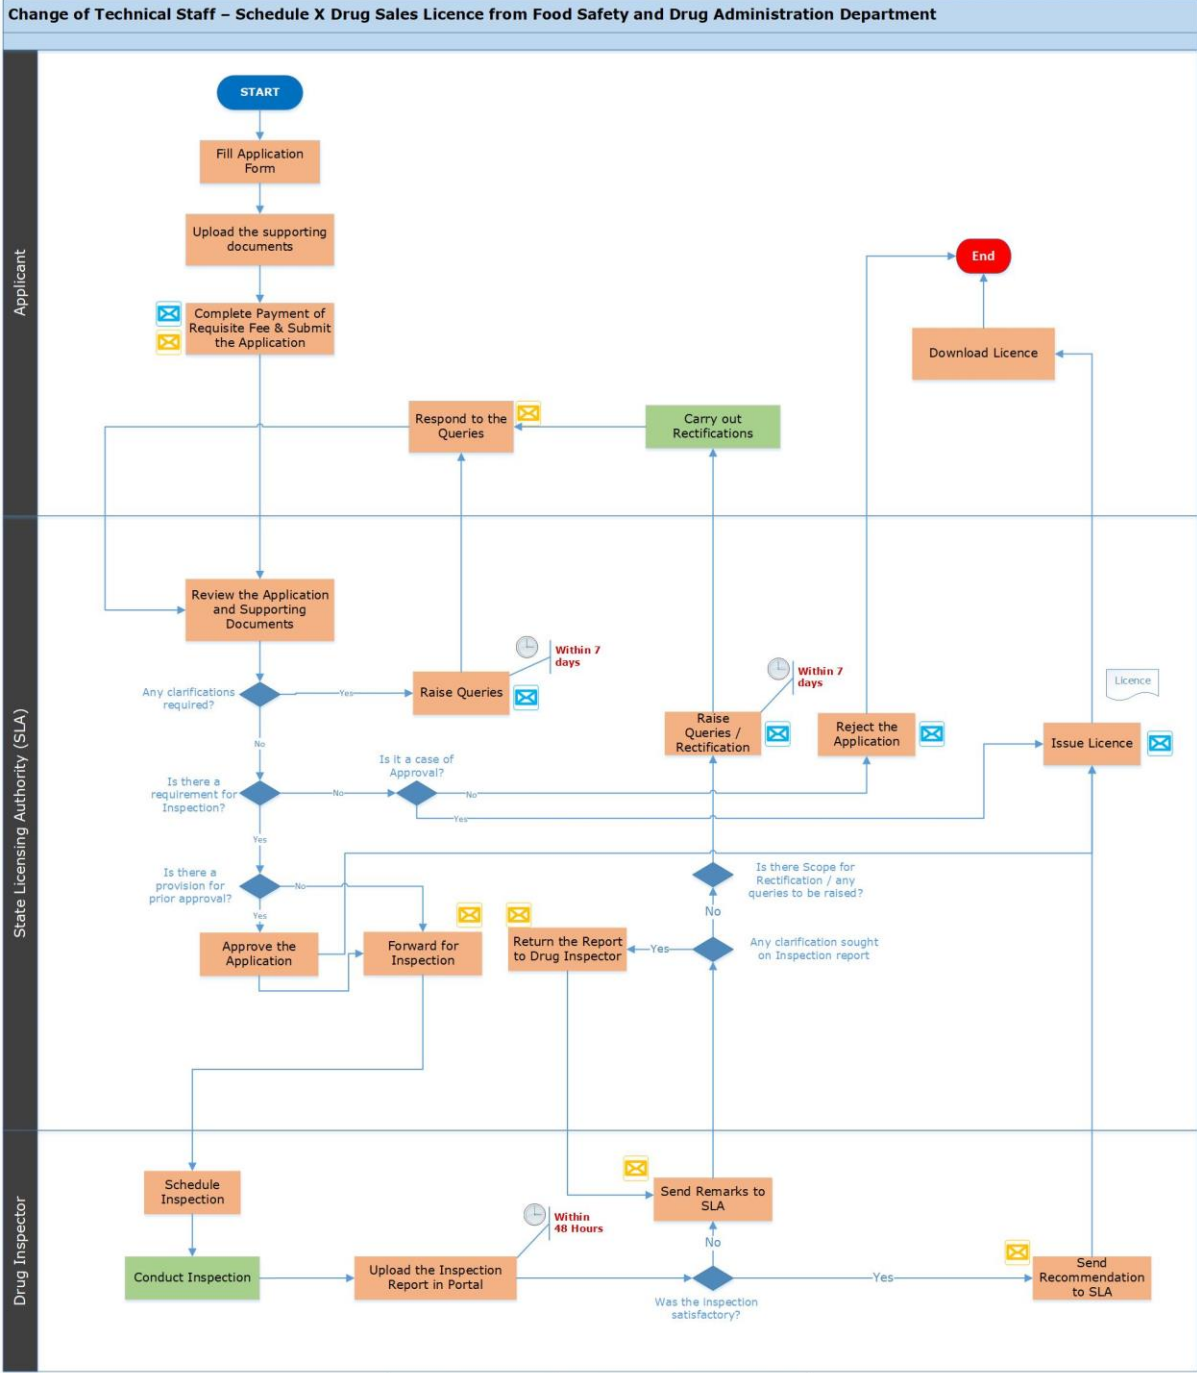 Change of Technical Staff – Schedule X Drug Sales Licence from Food Safety and Drug Administration Department
Applicant
START
Fill Application
Form
Upload the supporting
documents
Complete Payment of
Requisite Fee & Submit
the Application
End
Download Licence
Respond to the
Queries
Carry out
Rectifications
State Licensing Authority (SLA)
Review the Application
and Supporting
Documents
Any clarifications
required?
Yes
Raise Queries
Within 7
days
Raise
Queries /
Rectification
Within 7
days
Reject the
Application
Licence
Issue Licence
No
Is there a
requirement for
Inspection?
No
Is it a case of
Approval?
No
Yes
Yes
Is there a
provision for
prior approval?
No
Yes
Approve the
Application
Forward for
Inspection
Is there Scope for
Rectification / any
queries to be raised?
No
Return the Report
to Drug Inspector
Yes
Any clarification sought
on Inspection report
Drug Inspector
Schedule
Inspection
Conduct Inspection
Upload the Inspection
Report in Portal
Within
48 Hours
Send Remarks to
SLA
No
Was the inspection
satisfactory?
Yes
Send
Recommendation
to SLA